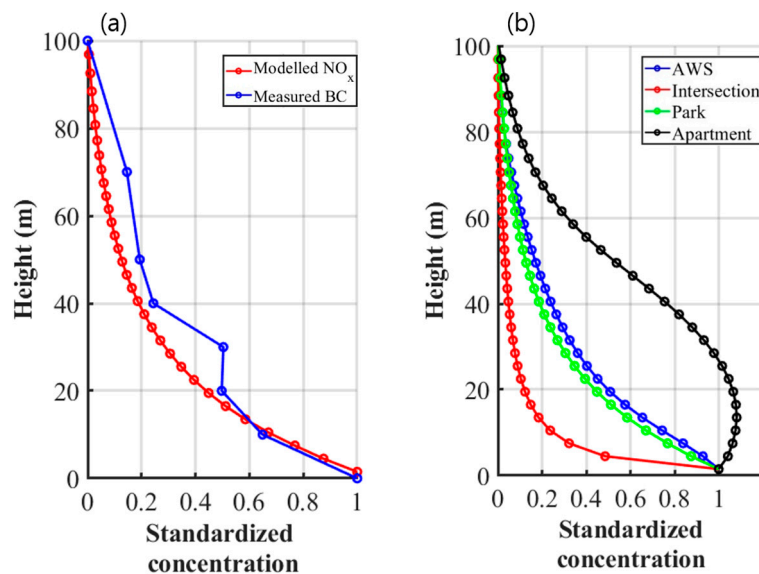 (a)
Height (m)
100
80
60
40
20
0
0 0.2 0.4 0.6 0.8 1
Standardized
concentration
Modelled NOx
Measured BC
(b)
Height (m)
100
80
60
40
20
0
0 0.2 0.4 0.6 0.8 1
Standardized
concentration
AWS
Intersection
Park
Apartment